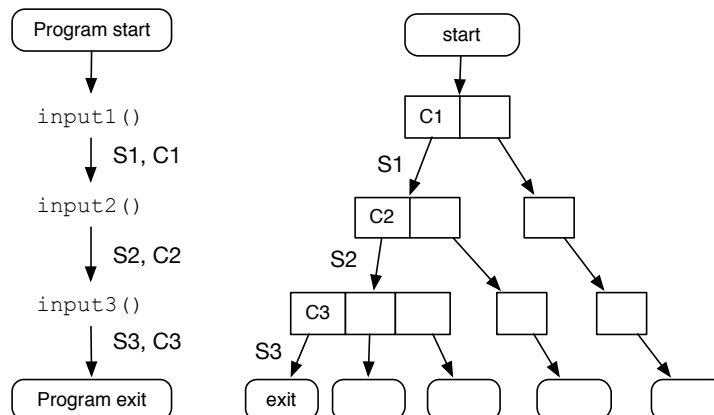 Program start
input1()
S1, C1
input2()
S2, C2
input3()
S3, C3
Program exit
start
C1
S1
C2
S2
C3
S3
exit